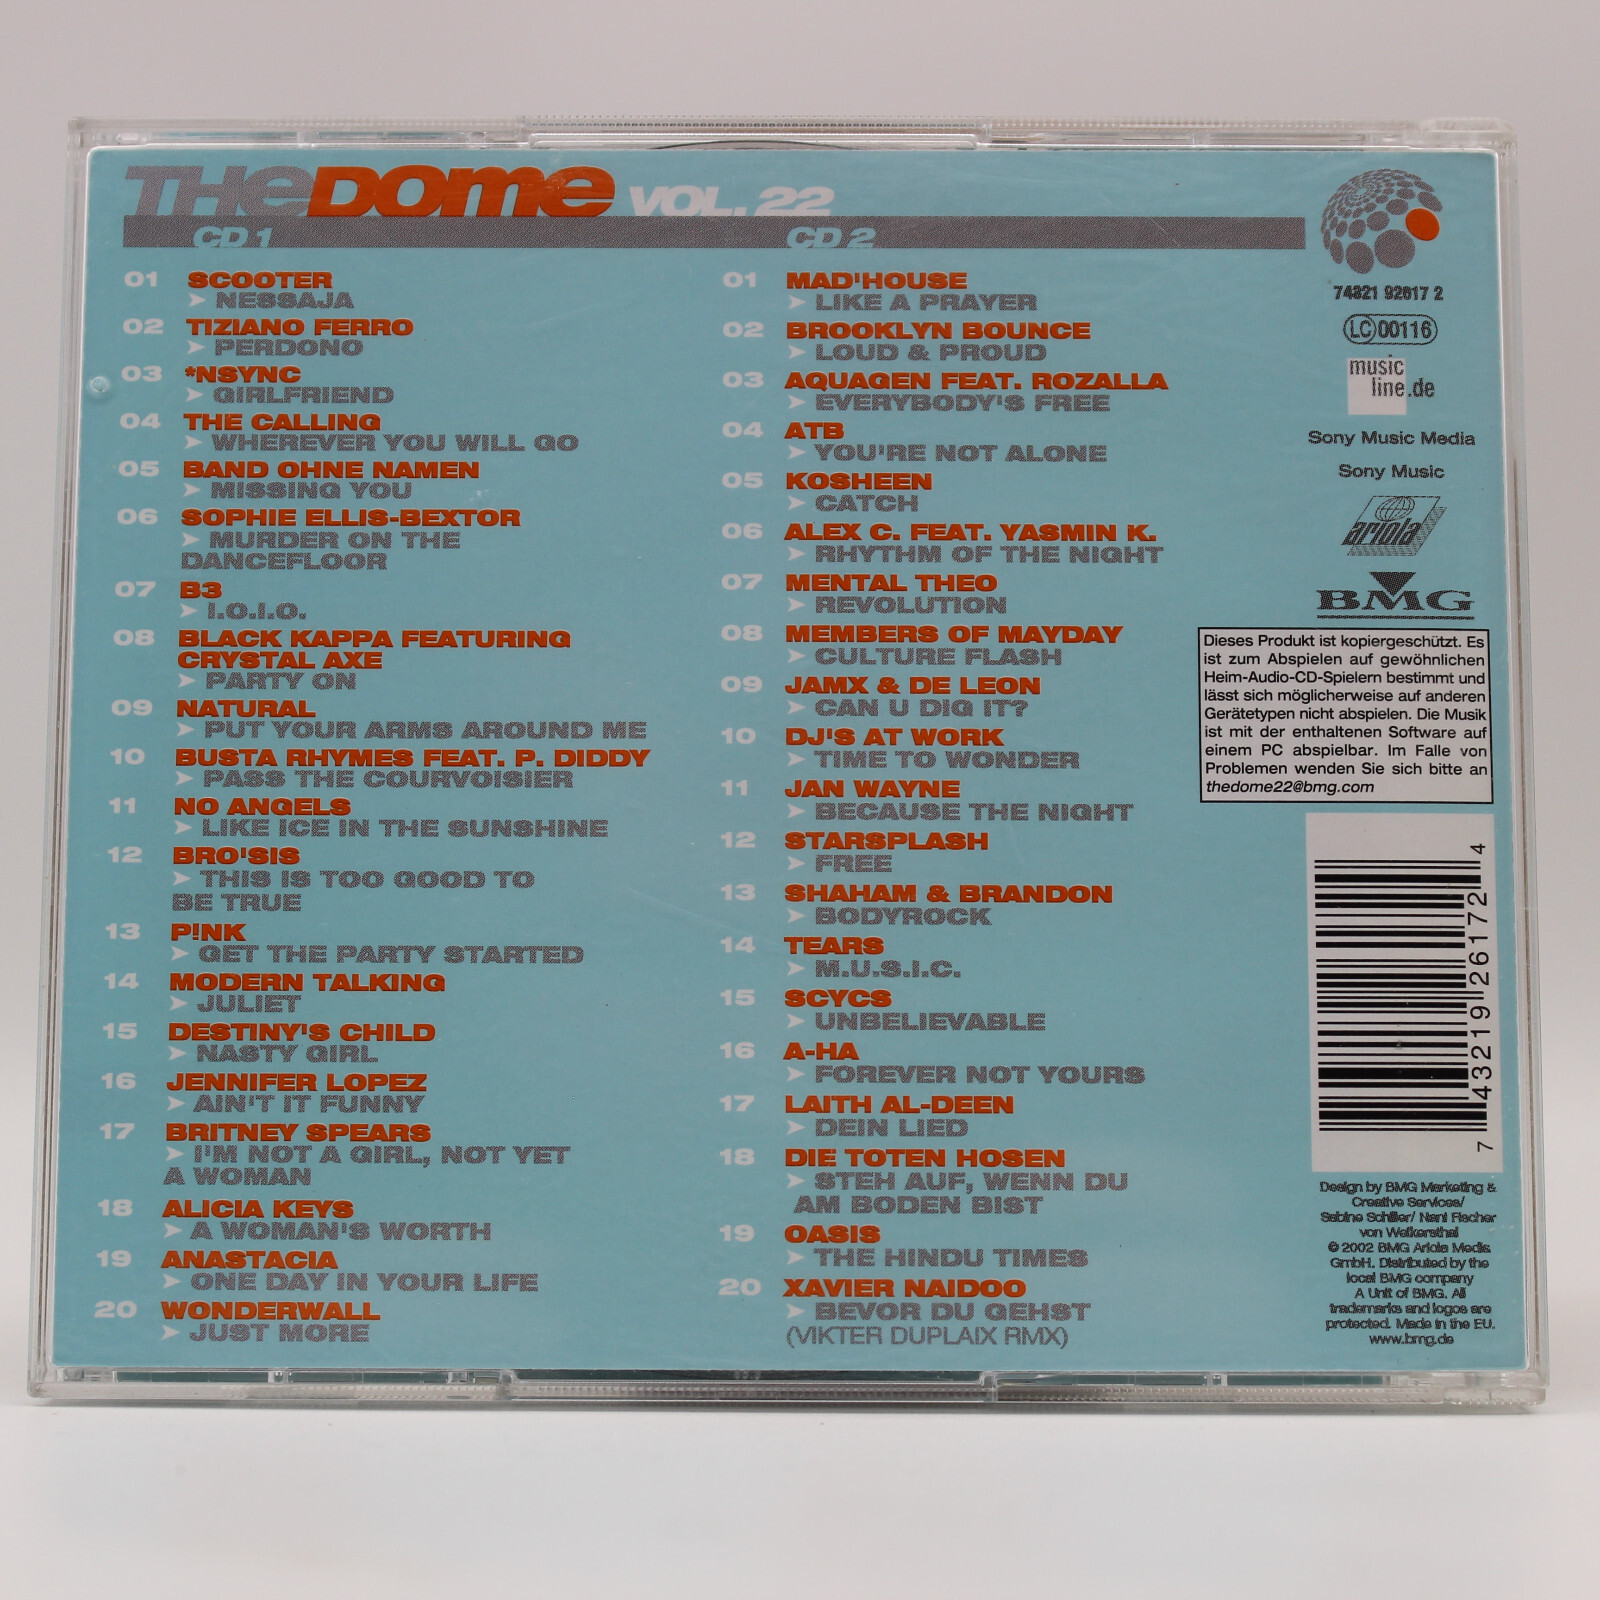 THE DOME VOL. 22
CD 1
01 SCOOTER
NESSAJA
02 TIZIANO FERRO
PERDONO
03 *NSYNC
GIRLFRIEND
04 THE CALLING
WHEREVER YOU WILL GO
05 BAND OHNE NAMEN
MISSING YOU
06 SOPHIE ELLIS-BEXTOR
MURDER ON THE
DANCEFLOOR
07 B3
I.O.I.O.
08 BLACK KAPPA FEATURING
CRYSTAL AXE
PARTY ON
09 NATURAL
PUT YOUR ARMS AROUND ME
10 BUSTA RHYMES FEAT. P. DIDDY
PASS THE COURVOISIER
11 NO ANGELS
LIKE ICE IN THE SUNSHINE
12 BRO'SIS
THIS IS TOO GOOD TO
BE TRUE
13 P!NK
GET THE PARTY STARTED
14 MODERN TALKING
JULIET
15 DESTINY'S CHILD
NASTY GIRL
16 JENNIFER LOPEZ
AIN'T IT FUNNY
17 BRITNEY SPEARS
I'M NOT A GIRL, NOT YET
A WOMAN
18 ALICIA KEYS
A WOMAN'S WORTH
19 ANASTACIA
ONE DAY IN YOUR LIFE
20 WONDERWALL
JUST MORE
CD 2
01 MAD'HOUSE
LIKE A PRAYER
02 BROOKLYN BOUNCE
LOUD & PROUD
03 AQUAGEN FEAT. ROZALLA
EVERYBODY'S FREE
04 ATB
YOU'RE NOT ALONE
05 KOSHEEN
CATCH
06 ALEX C. FEAT. YASMIN K.
RHYTHM OF THE NIGHT
07 MENTAL THEO
REVOLUTION
08 MEMBERS OF MAYDAY
CULTURE FLASH
09 JAMX & DE LEON
CAN U DIG IT?
10 DJ'S AT WORK
TIME TO WONDER
11 JAN WAYNE
BECAUSE THE NIGHT
12 STARSPLASH
FREE
13 SHAHAM & BRANDON
BODYROCK
14 TEARS
M.U.S.I.C.
15 SCYCS
UNBELIEVABLE
16 A-HA
FOREVER NOT YOURS
17 LAITH AL-DEEN
DEIN LIED
18 DIE TOTEN HOSEN
STEH AUF, WENN DU
AM BODEN BIST
19 OASIS
THE HINDU TIMES
20 XAVIER NAIDOO
BEVOR DU GEHST
(VIKTER DUPLAIX RMX)
74321 92617 2
LC 00116
music
line.de
Sony Music Media
Sony Music
ariola
BMG
Dieses Produkt ist kopiergeschützt. Es
ist zum Abspielen auf gewöhnlichen
Heim-Audio-CD-Spielern bestimmt und
lässt sich möglicherweise auf anderen
Gerätetypen nicht abspielen. Die Musik
ist mit der enthaltenen Software auf
einem PC abspielbar. Im Falle von
Problemen wenden Sie sich bitte an
thedome22@bmg.com
7 43219 26172 4
Design by BMG Marketing &
Creative Services/
Sabine Schiller/ Nani Fischer
von Weikersthal
℗ 2002 BMG Ariola Media
GmbH. Distributed by the
local BMG company
A Unit of BMG. All
trademarks and logos are
protected. Made in the EU.
www.bmg.de